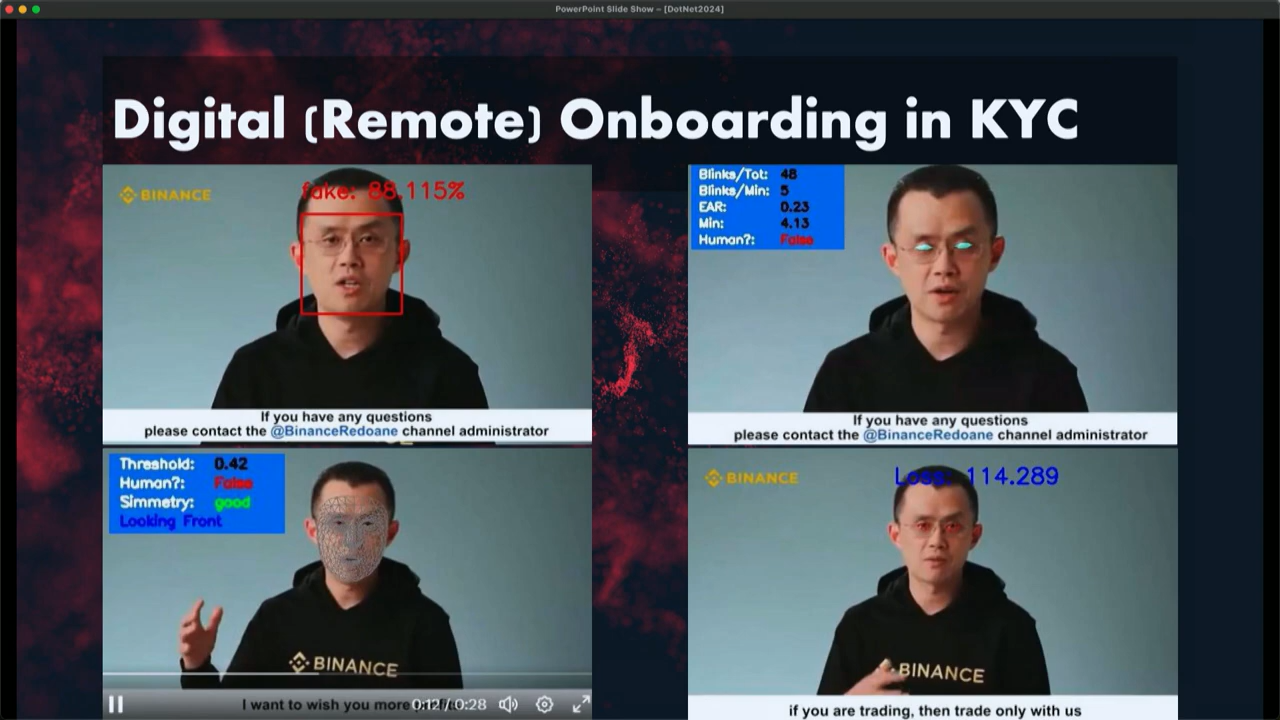 PowerPoint Slide Show – [DotNet2024]
Digital (Remote) Onboarding in KYC
BINANCE
fake: 88.115%
If you have any questions
please contact the @BinanceRedoane channel administrator
Blinks/Tot: 48
Blinks/Min: 5
EAR: 0.23
Min: 4.13
Human?: False
If you have any questions
please contact the @BinanceRedoane channel administrator
Threshold: 0.42
Human?: False
Simmetry: good
Looking Front
BINANCE
I want to wish you more
0:12 / 0:28
BINANCE
Loss: 114.289
BINANCE
if you are trading, then trade only with us